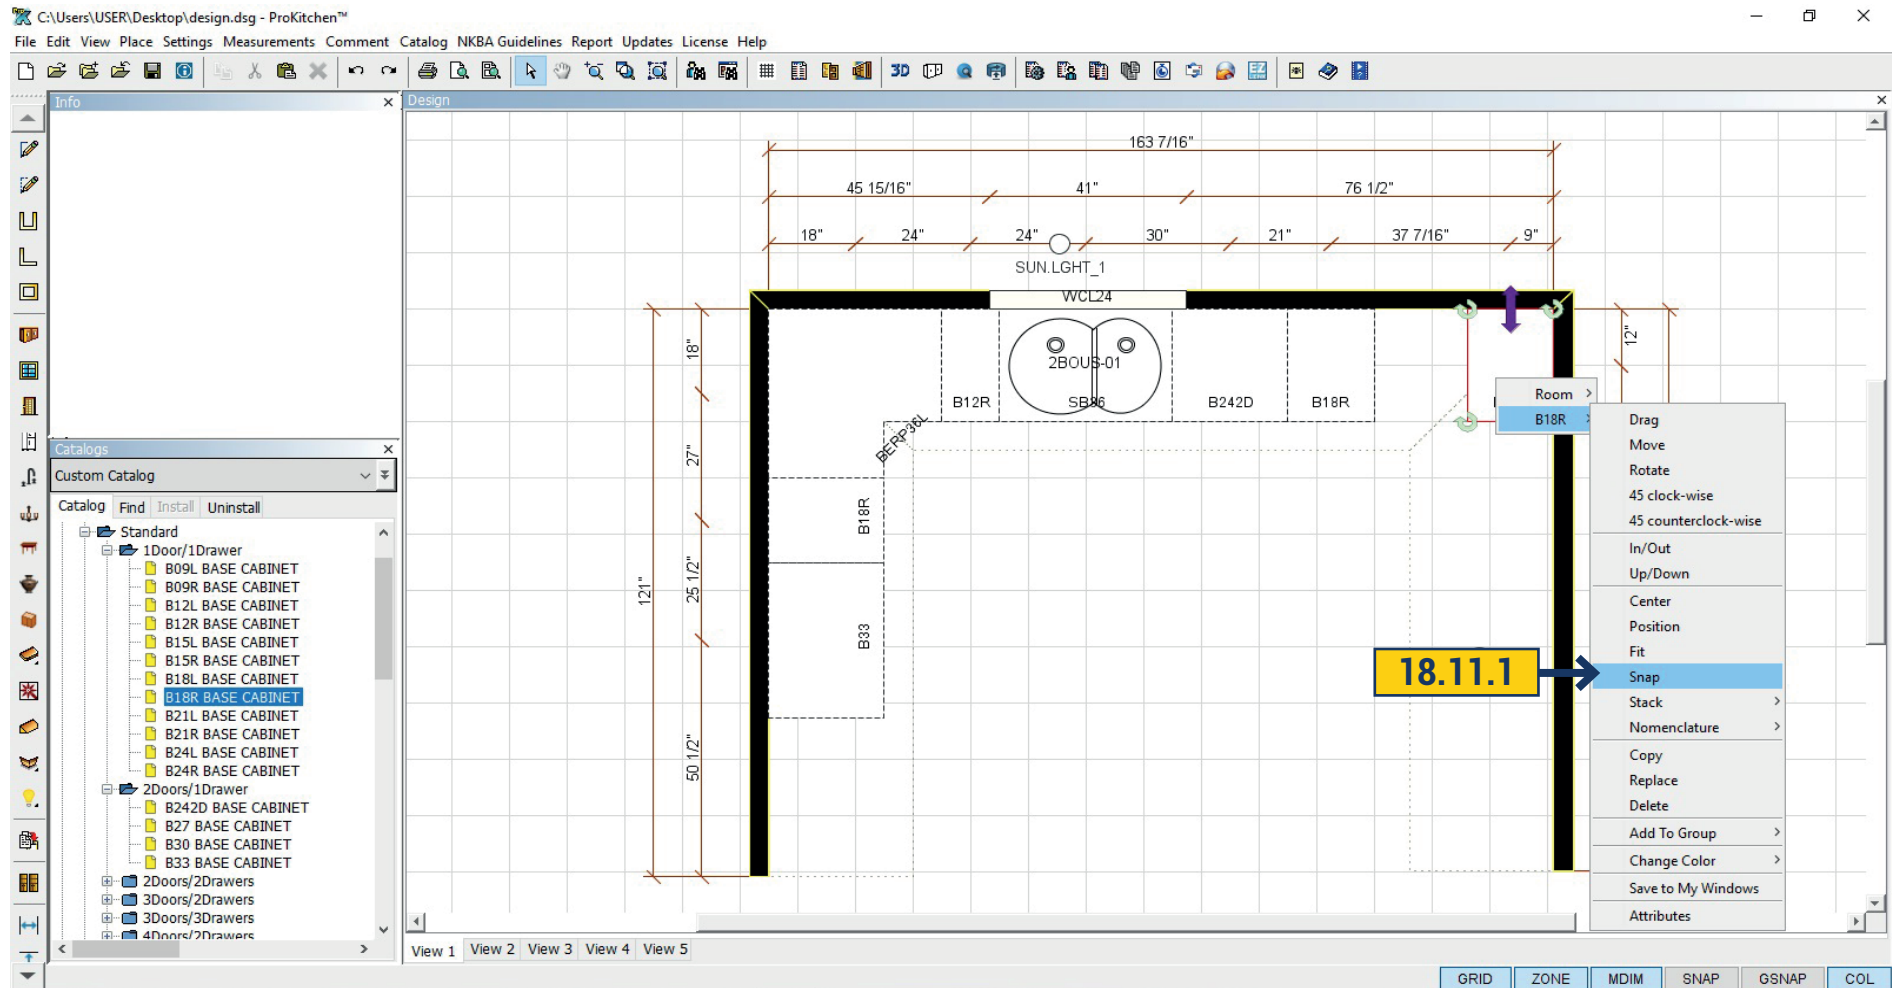 C:\Users\USER\Desktop\design.dsg - ProKitchen™
File Edit View Place Settings Measurements Comment Catalog NKBA Guidelines Report Updates License Help
3D
Info
Design
163 7/16"
45 15/16" 41" 76 1/2"
18" 24" 24" 30" 21" 37 7/16" 9"
SUN.LGHT_1
WCL24
2BOUS-01
B12R SB36 B242D B18R
BERP36L
B18R
B33
18"
27"
25 1/2"
50 1/2"
121"
12"
Room
B18R
Drag
Move
Rotate
45 clock-wise
45 counterclock-wise
In/Out
Up/Down
Center
Position
Fit
Snap
Stack
Nomenclature
Copy
Replace
Delete
Add To Group
Change Color
Save to My Windows
Attributes
18.11.1
Catalogs
Custom Catalog
Catalog Find Install Uninstall
Standard
1Door/1Drawer
B09L BASE CABINET
B09R BASE CABINET
B12L BASE CABINET
B12R BASE CABINET
B15L BASE CABINET
B15R BASE CABINET
B18L BASE CABINET
B18R BASE CABINET
B21L BASE CABINET
B21R BASE CABINET
B24L BASE CABINET
B24R BASE CABINET
2Doors/1Drawer
B242D BASE CABINET
B27 BASE CABINET
B30 BASE CABINET
B33 BASE CABINET
2Doors/2Drawers
3Doors/2Drawers
3Doors/3Drawers
4Doors/2Drawers
View 1 View 2 View 3 View 4 View 5
GRID ZONE MDIM SNAP GSNAP COL